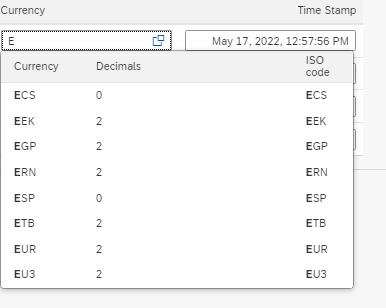 Currency Time Stamp
E May 17, 2022, 12:57:56 PM
Currency Decimals ISO
code
ECS 0 ECS
EEK 2 EEK
EGP 2 EGP
ERN 2 ERN
ESP 0 ESP
ETB 2 ETB
EUR 2 EUR
EU3 2 EU3